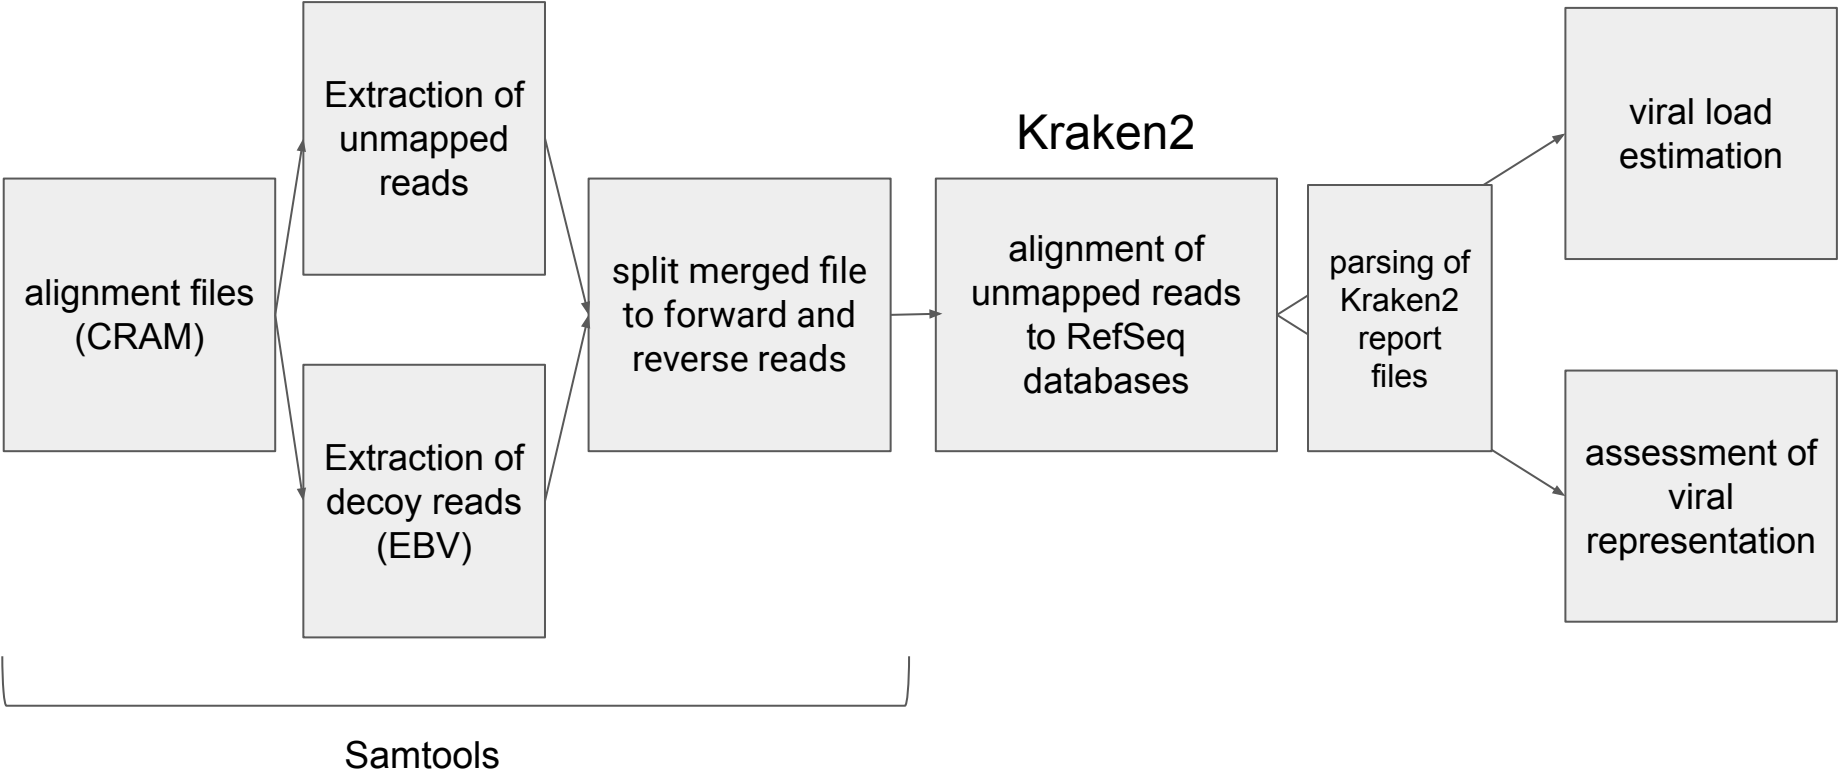 alignment files
(CRAM)
Extraction of
unmapped
reads
Extraction of
decoy reads
(EBV)
split merged file
to forward and
reverse reads
Samtools
Kraken2
alignment of
unmapped reads
to RefSeq
databases
parsing of
Kraken2
report
files
viral load
estimation
assessment of
viral
representation